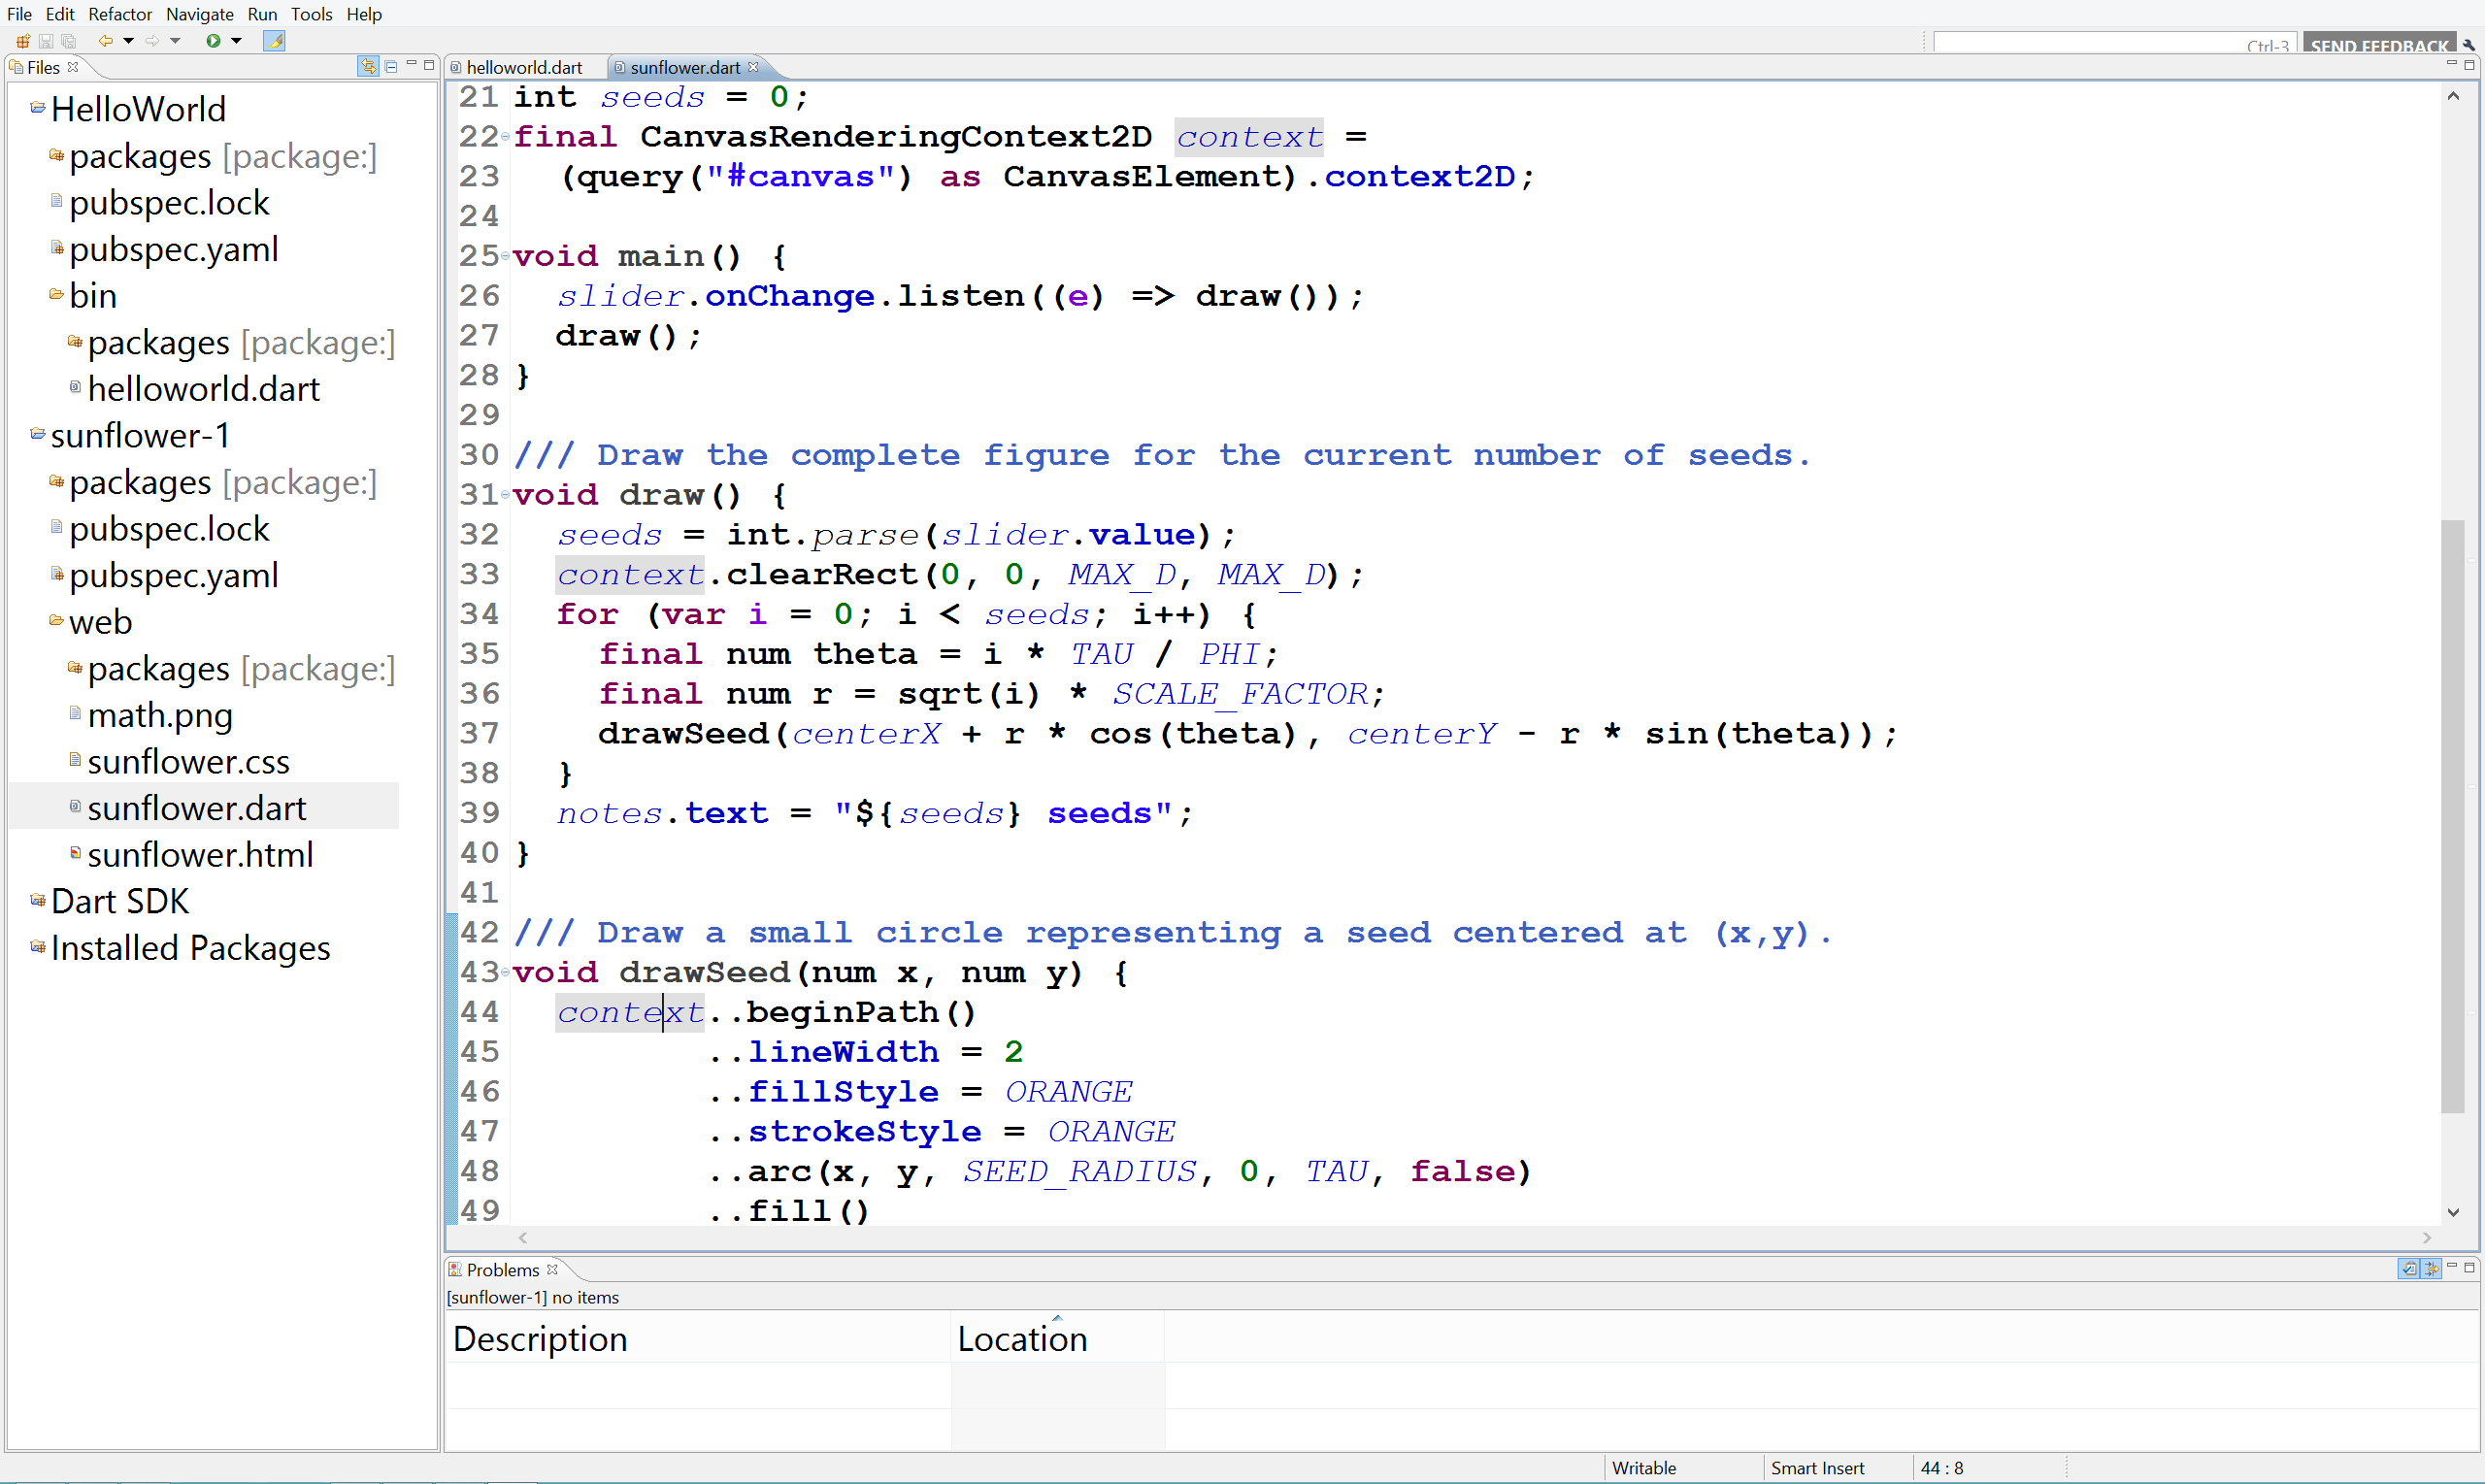 File Edit Refactor Navigate Run Tools Help
Ctrl-3 SEND FEEDBACK
Files
HelloWorld
packages [package:]
pubspec.lock
pubspec.yaml
bin
packages [package:]
helloworld.dart
sunflower-1
packages [package:]
pubspec.lock
pubspec.yaml
web
packages [package:]
math.png
sunflower.css
sunflower.dart
sunflower.html
Dart SDK
Installed Packages
helloworld.dart sunflower.dart
21 int seeds = 0;
22 final CanvasRenderingContext2D context =
23   (query("#canvas") as CanvasElement).context2D;
24
25 void main() {
26   slider.onChange.listen((e) => draw());
27   draw();
28 }
29
30 /// Draw the complete figure for the current number of seeds.
31 void draw() {
32   seeds = int.parse(slider.value);
33   context.clearRect(0, 0, MAX_D, MAX_D);
34   for (var i = 0; i < seeds; i++) {
35     final num theta = i * TAU / PHI;
36     final num r = sqrt(i) * SCALE_FACTOR;
37     drawSeed(centerX + r * cos(theta), centerY - r * sin(theta));
38   }
39   notes.text = "${seeds} seeds";
40 }
41
42 /// Draw a small circle representing a seed centered at (x,y).
43 void drawSeed(num x, num y) {
44   context..beginPath()
45          ..lineWidth = 2
46          ..fillStyle = ORANGE
47          ..strokeStyle = ORANGE
48          ..arc(x, y, SEED_RADIUS, 0, TAU, false)
49          ..fill()
Problems
[sunflower-1] no items
Description Location
Writable Smart Insert 44 : 8